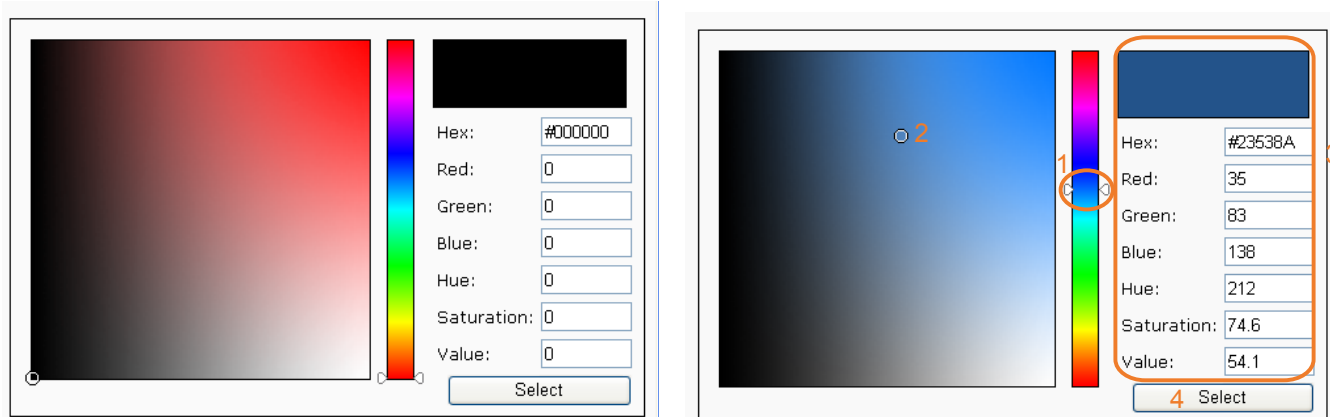 Hex: #000000
Red: 0
Green: 0
Blue: 0
Hue: 0
Saturation: 0
Value: 0
Select
1
2
Hex: #23538A
Red: 35
Green: 83
Blue: 138
Hue: 212
Saturation: 74.6
Value: 54.1
4 Select